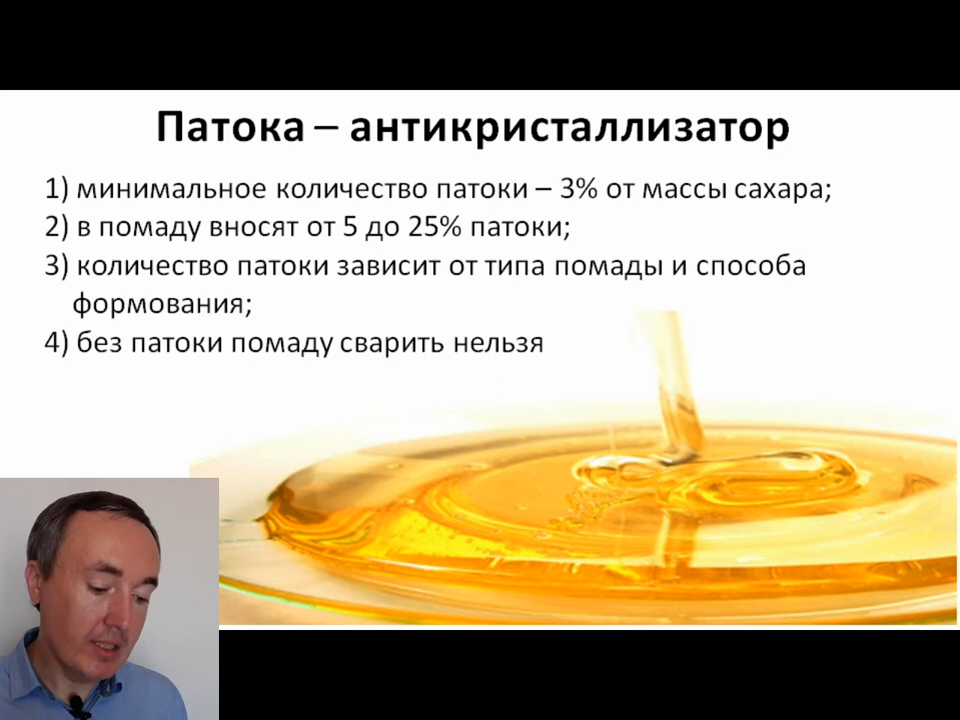 Патока – антикристаллизатор
1) минимальное количество патоки – 3% от массы сахара;
2) в помаду вносят от 5 до 25% патоки;
3) количество патоки зависит от типа помады и способа
формования;
4) без патоки помаду сварить нельзя